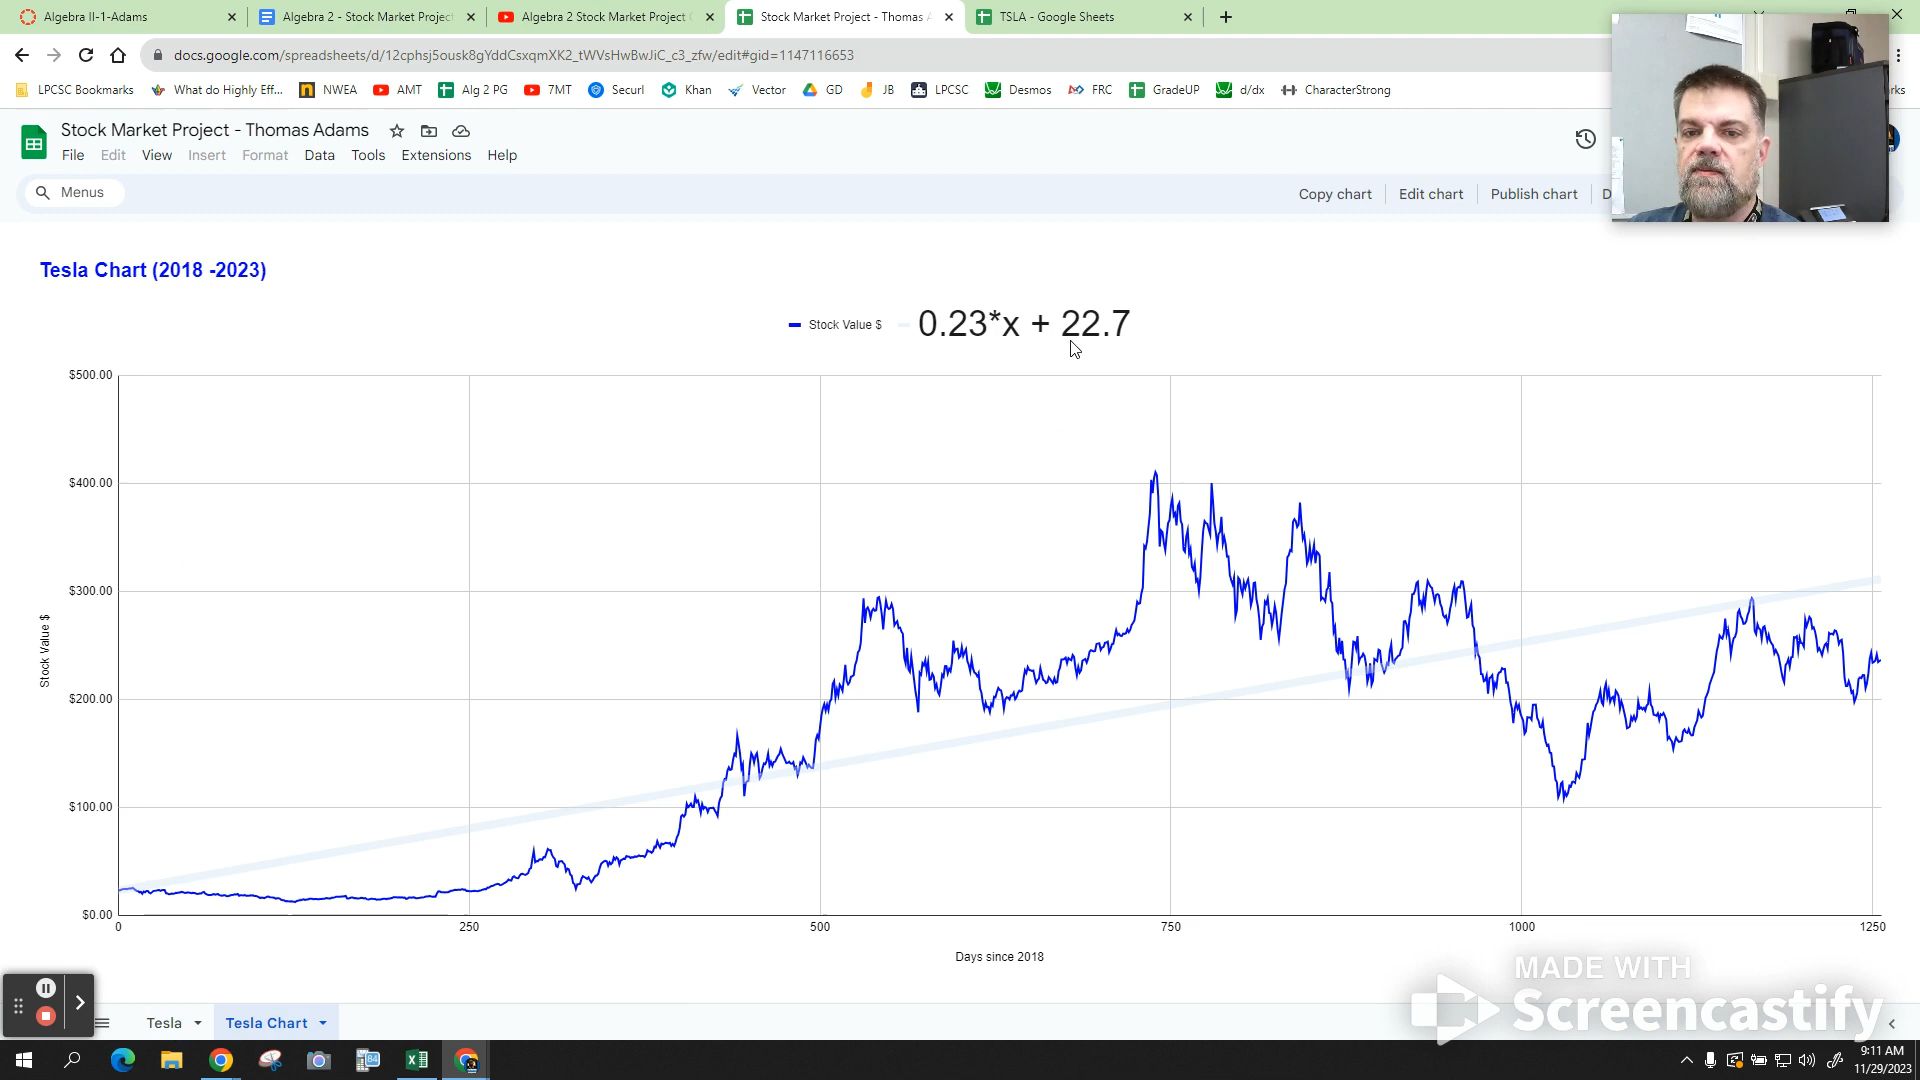 Algebra II-1-Adams
Algebra 2 - Stock Market Projec
Algebra 2 Stock Market Project
Stock Market Project - Thomas A
TSLA - Google Sheets
docs.google.com/spreadsheets/d/12cphsj5ousk8gYddCsxqmXK2_tWVsHwBwJiC_c3_zfw/edit#gid=1147116653
LPCSC Bookmarks
What do Highly Eff...
NWEA
AMT
Alg 2 PG
7MT
Securl
Khan
Vector
GD
JB
LPCSC
Desmos
FRC
GradeUP
d/dx
CharacterStrong
rks
Stock Market Project - Thomas Adams
File Edit View Insert Format Data Tools Extensions Help
Menus
Copy chart
Edit chart
Publish chart
D
Tesla Chart (2018 -2023)
Stock Value $
0.23*x + 22.7
$500.00
$400.00
$300.00
$200.00
$100.00
$0.00
Stock Value $
0 250 500 750 1000 1250
Days since 2018
MADE WITH
Screencastify
Tesla
Tesla Chart
84
9:11 AM
11/29/2023